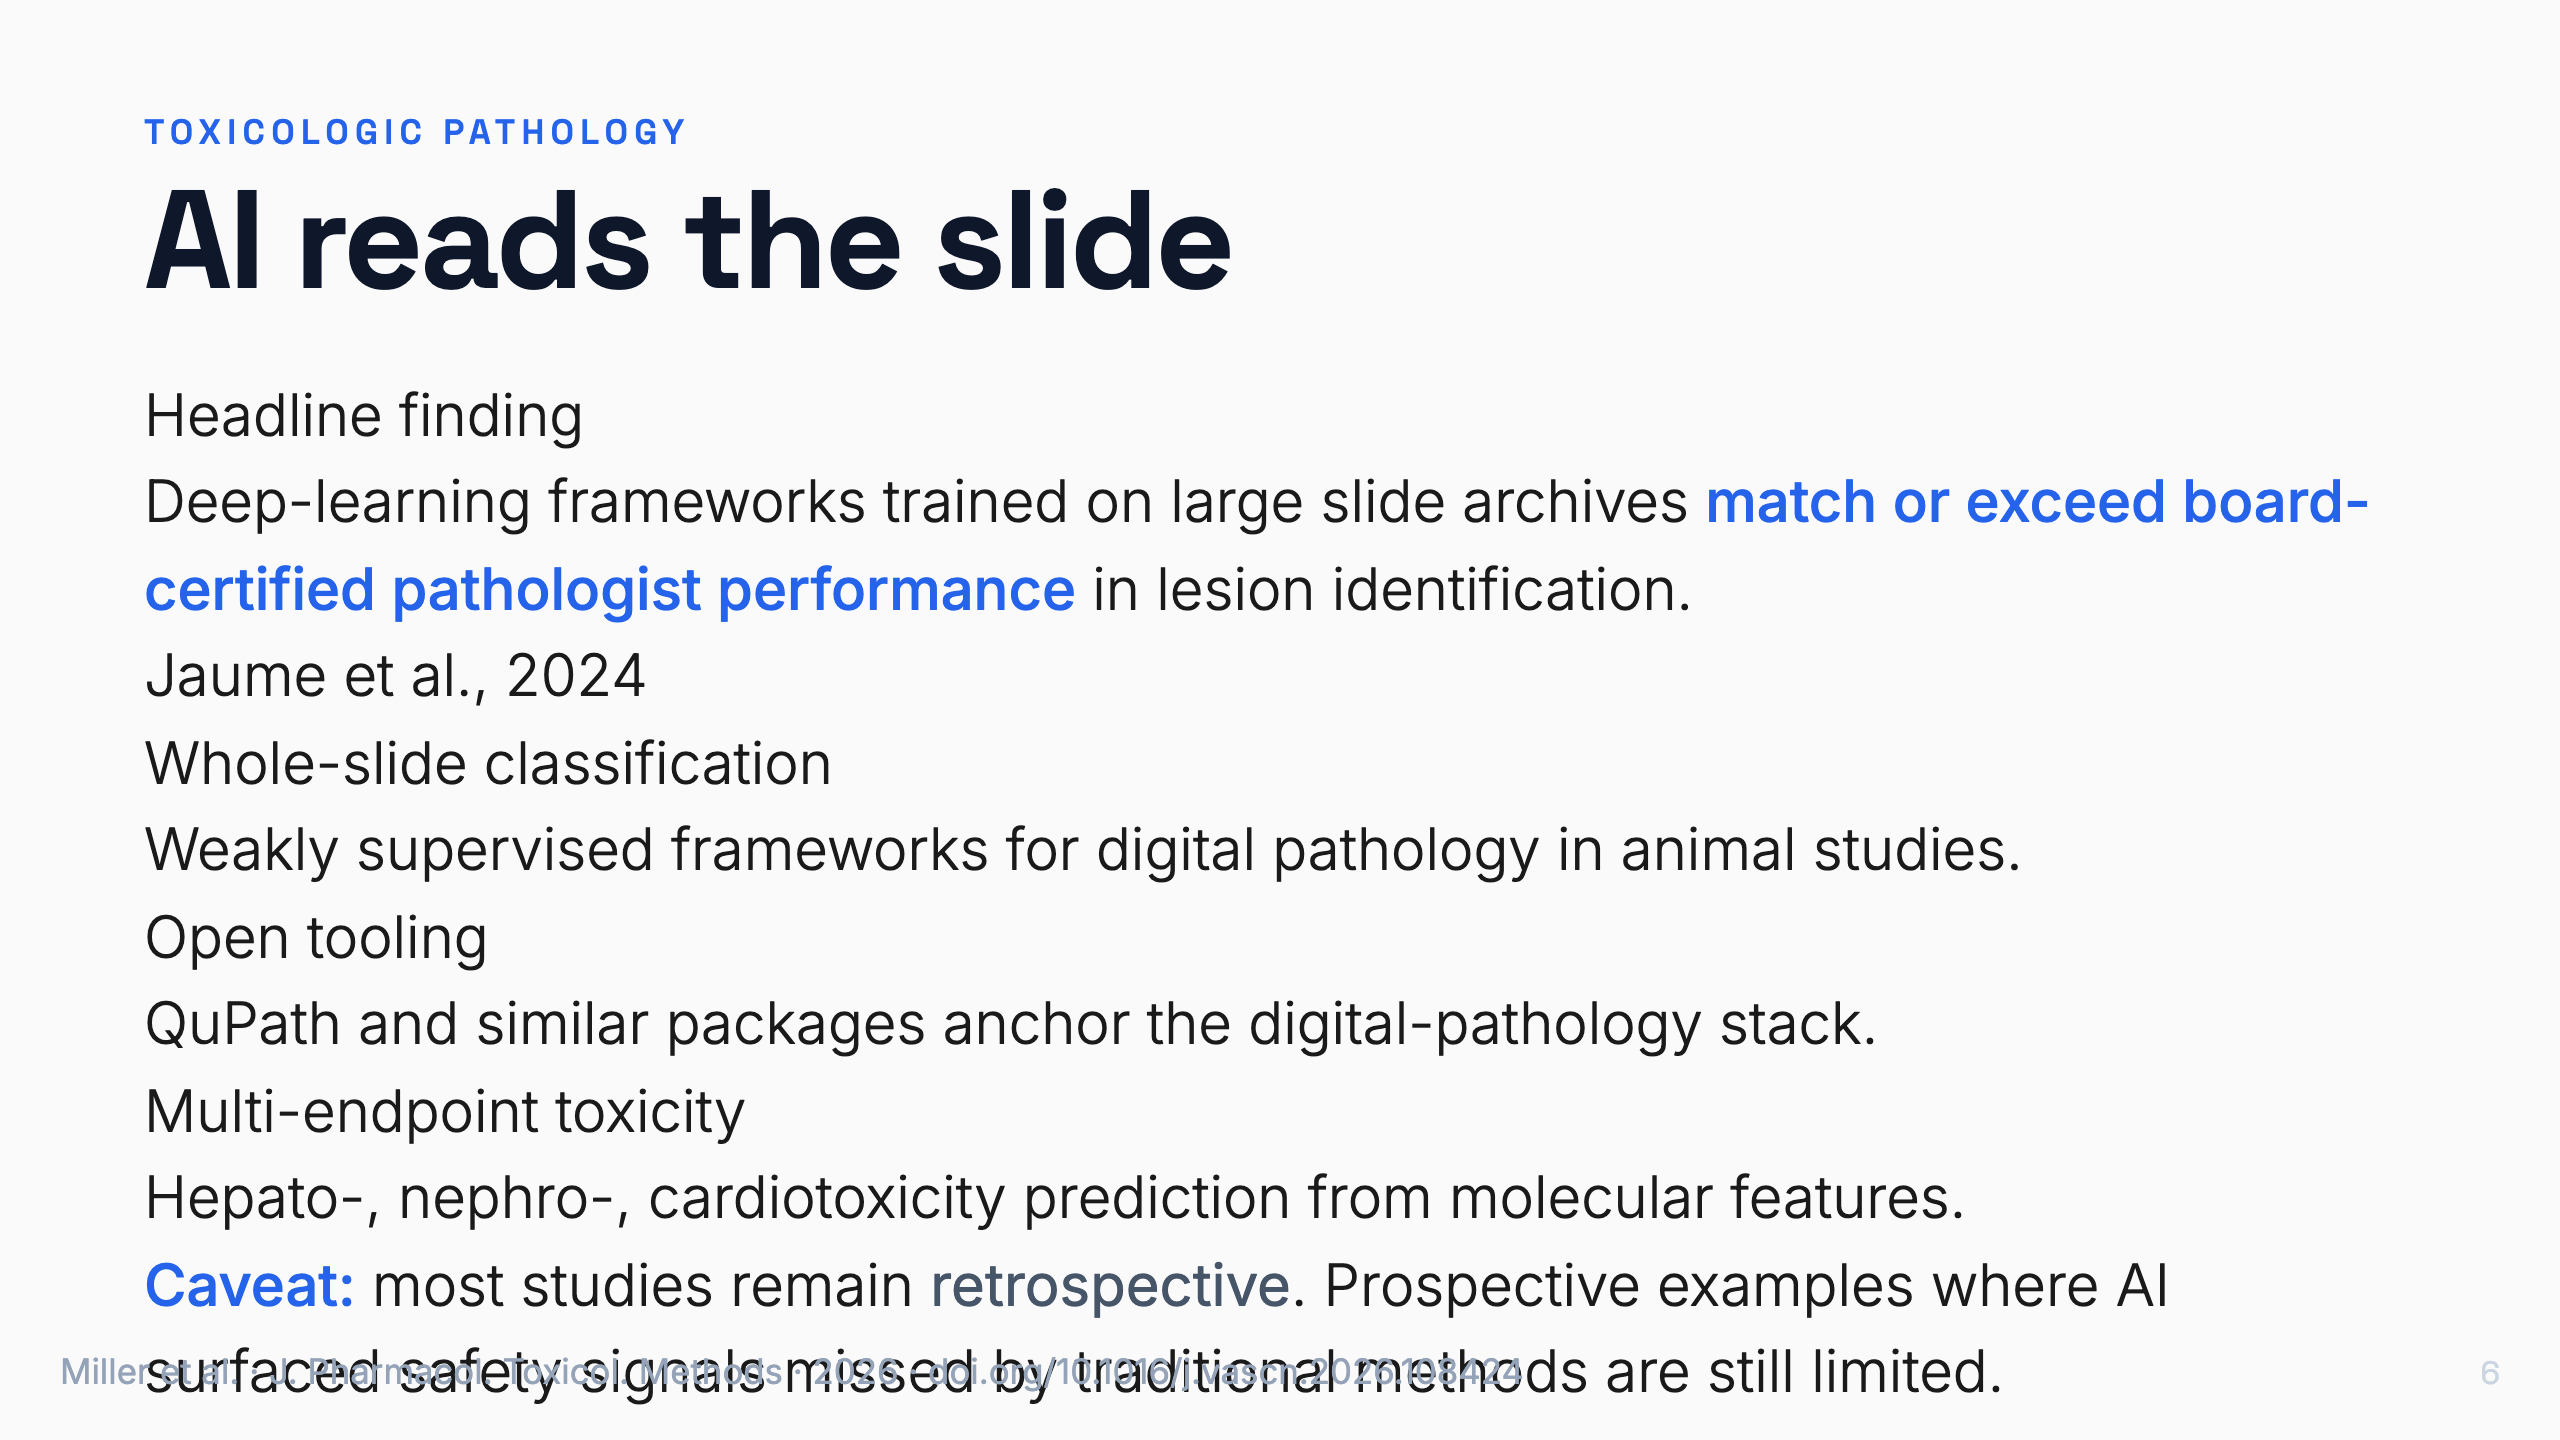 TOXICOLOGIC PATHOLOGY
AI reads the slide
Headline finding
Deep-learning frameworks trained on large slide archives match or exceed board-
certified pathologist performance in lesion identification.
Jaume et al., 2024
Whole-slide classification
Weakly supervised frameworks for digital pathology in animal studies.
Open tooling
QuPath and similar packages anchor the digital-pathology stack.
Multi-endpoint toxicity
Hepato-, nephro-, cardiotoxicity prediction from molecular features.
Caveat: most studies remain retrospective. Prospective examples where AI
surfaced safety signals missed by traditional methods are still limited.
Miller et al. · J. Pharmacol. Toxicol. Methods · 2026 · doi.org/10.1016/j.vascn.2026.108424
6